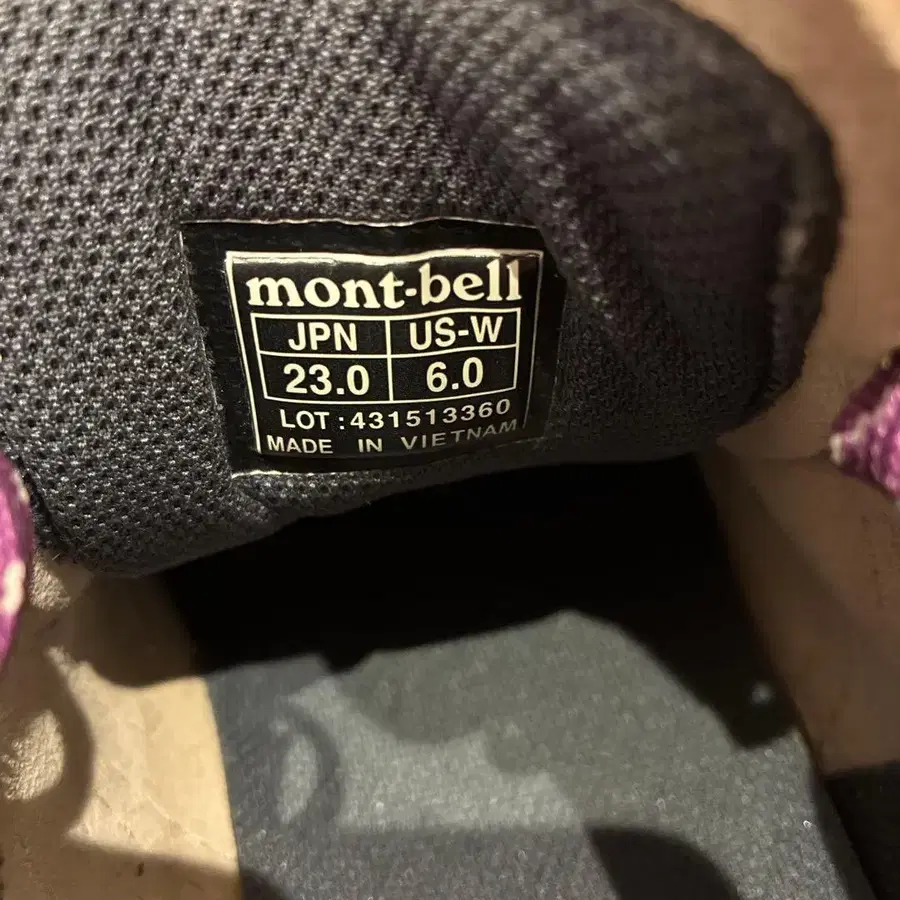 mont-bell
JPN US-W
23.0 6.0
LOT : 431513360
MADE IN VIETNAM